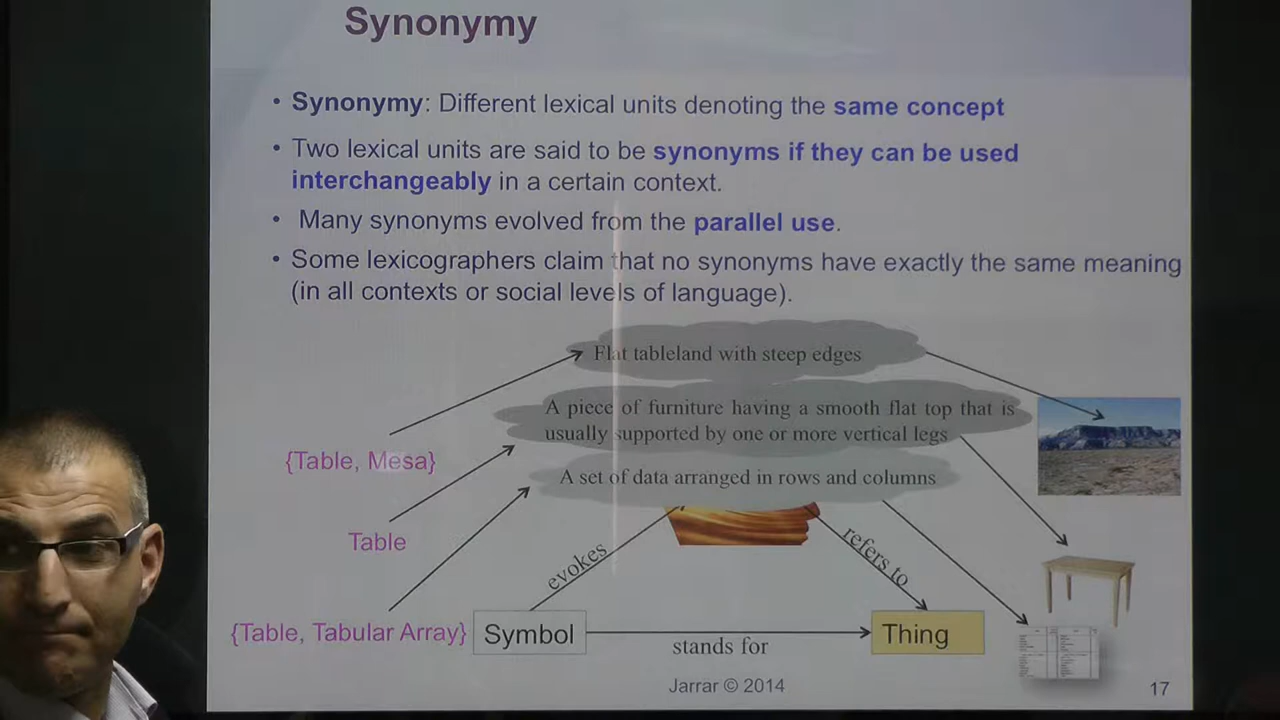 Synonymy
• Synonymy: Different lexical units denoting the same concept
• Two lexical units are said to be synonyms if they can be used
interchangeably in a certain context.
• Many synonyms evolved from the parallel use.
• Some lexicographers claim that no synonyms have exactly the same meaning
(in all contexts or social levels of language).
Flat tableland with steep edges
A piece of furniture having a smooth flat top that is
usually supported by one or more vertical legs
{Table, Mesa}
A set of data arranged in rows and columns
Table
evokes
refers to
{Table, Tabular Array}
Symbol
stands for
Thing
Jarrar © 2014
17